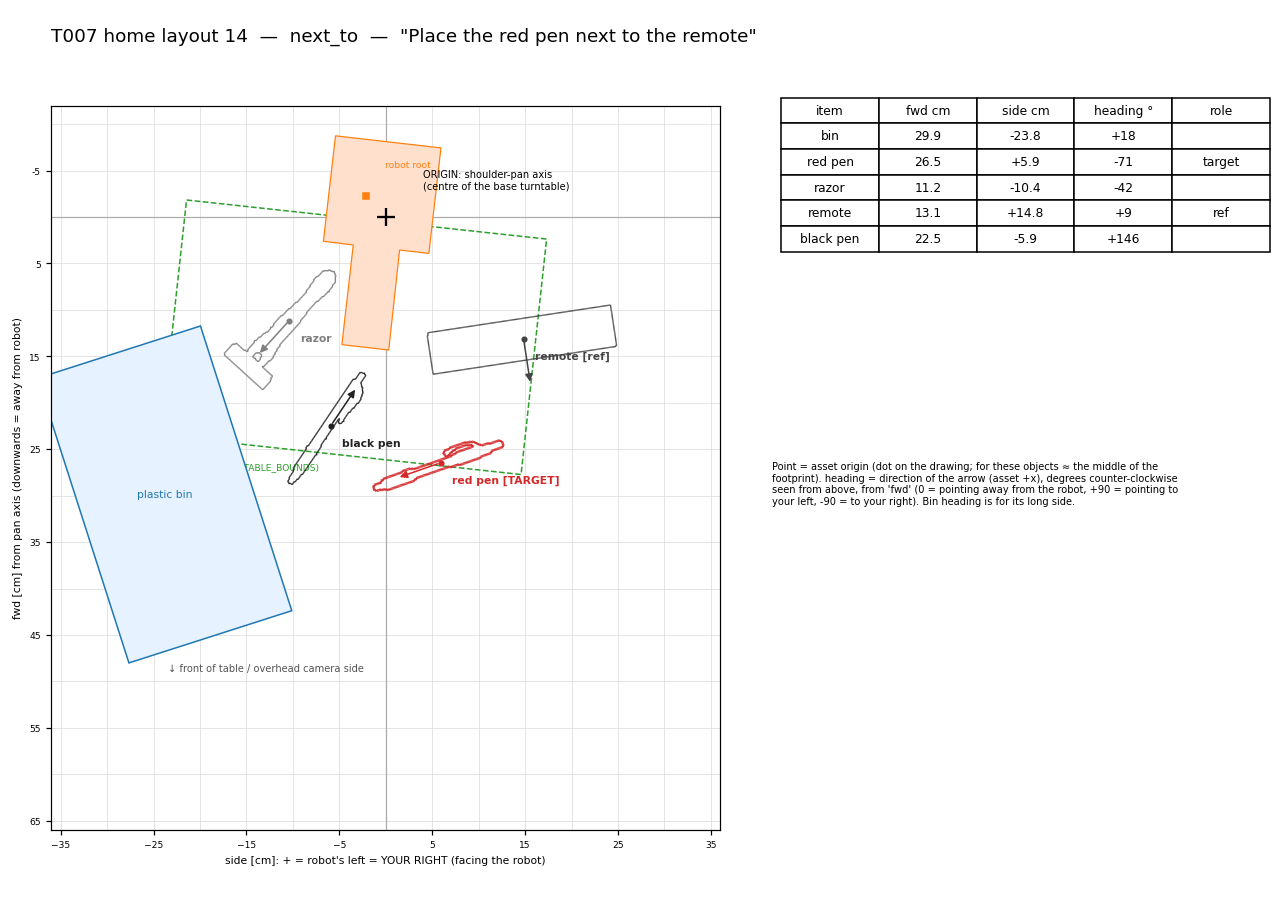 T007 home layout 14 — next_to — "Place the red pen next to the remote"
item fwd cm side cm heading ° role
bin 29.9 -23.8 +18
red pen 26.5 +5.9 -71 target
razor 11.2 -10.4 -42
remote 13.1 +14.8 +9 ref
black pen 22.5 -5.9 +146
robot root
ORIGIN: shoulder-pan axis
(centre of the base turntable)
razor
remote [ref]
black pen
TABLE_BOUNDS)
red pen [TARGET]
plastic bin
↓ front of table / overhead camera side
Point = asset origin (dot on the drawing; for these objects ≈ the middle of the
footprint). heading = direction of the arrow (asset +x), degrees counter-clockwise
seen from above, from 'fwd' (0 = pointing away from the robot, +90 = pointing to
your left, -90 = to your right). Bin heading is for its long side.
fwd [cm] from pan axis (downwards = away from robot)
-5
5
15
25
35
45
55
65
−35 −25 −15 −5 5 15 25 35
side [cm]: + = robot's left = YOUR RIGHT (facing the robot)